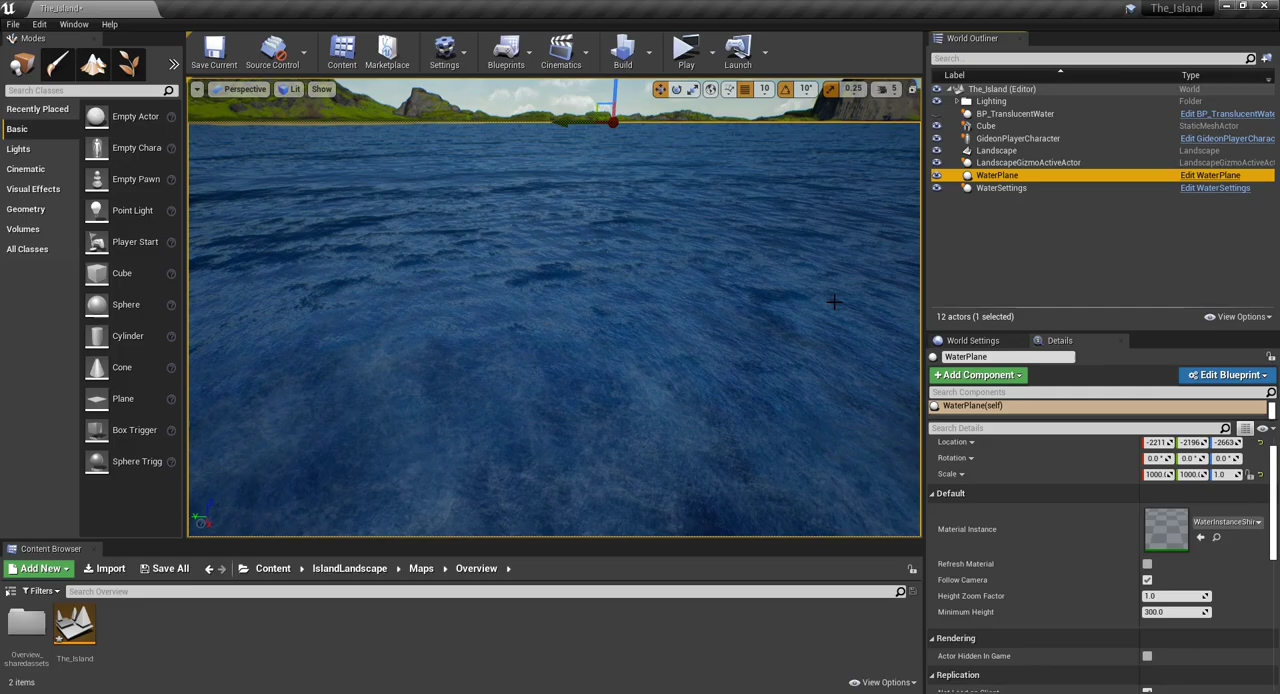 The_Island*
The_Island
File Edit Window Help
Modes
Search Classes
Recently Placed
Basic
Lights
Cinematic
Visual Effects
Geometry
Volumes
All Classes
Empty Actor
Empty Chara
Empty Pawn
Point Light
Player Start
Cube
Sphere
Cylinder
Cone
Plane
Box Trigger
Sphere Trigg
Save Current
Source Control
Content
Marketplace
Settings
Blueprints
Cinematics
Build
Play
Launch
Perspective Lit Show
10 10° 0.25 5
World Outliner
Search...
Label Type
The_Island (Editor) World
Lighting Folder
BP_TranslucentWater Edit BP_TranslucentWate
Cube StaticMeshActor
GideonPlayerCharacter Edit GideonPlayerCharac
Landscape Landscape
LandscapeGizmoActiveActor LandscapeGizmoActiveAct
WaterPlane Edit WaterPlane
WaterSettings Edit WaterSettings
12 actors (1 selected) View Options
World Settings Details
WaterPlane
+Add Component Edit Blueprint
Search Components
WaterPlane(self)
Search Details
Location -2211 -2196 -2663
Rotation 0.0 ° 0.0 ° 0.0 °
Scale 1000.0 1000.0 1.0
Default
Material Instance WaterInstanceShir
Refresh Material
Follow Camera
Height Zoom Factor 1.0
Minimum Height 300.0
Rendering
Actor Hidden In Game
Replication
Content Browser
Add New Import Save All Content IslandLandscape Maps Overview
Filters Search Overview
Overview_
sharedassets
The_Island
2 items View Options